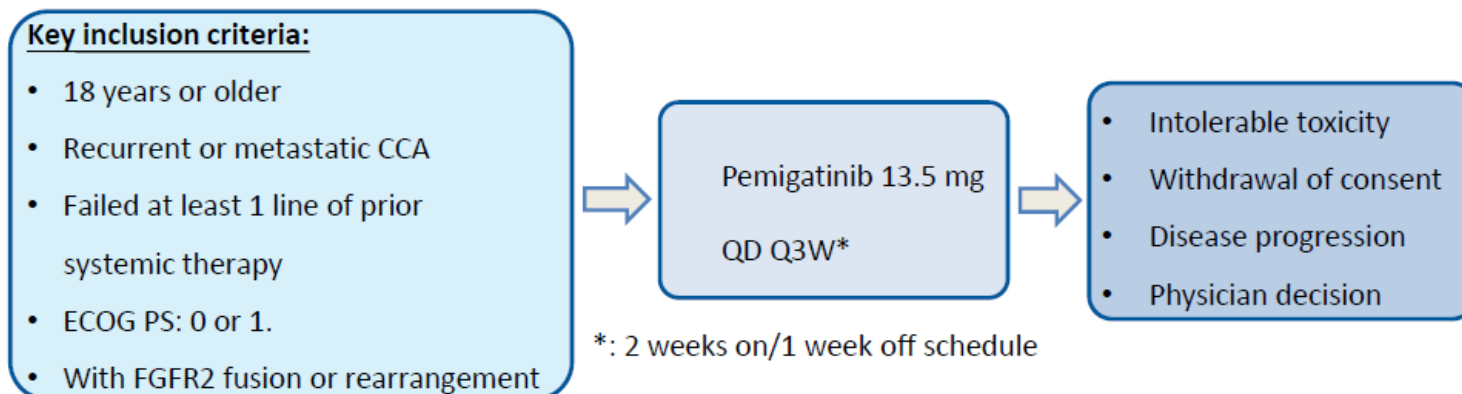 Key inclusion criteria:
• 18 years or older
• Recurrent or metastatic CCA
• Failed at least 1 line of prior
systemic therapy
• ECOG PS: 0 or 1.
• With FGFR2 fusion or rearrangement
Pemigatinib 13.5 mg
QD Q3W*
*: 2 weeks on/1 week off schedule
• Intolerable toxicity
• Withdrawal of consent
• Disease progression
• Physician decision